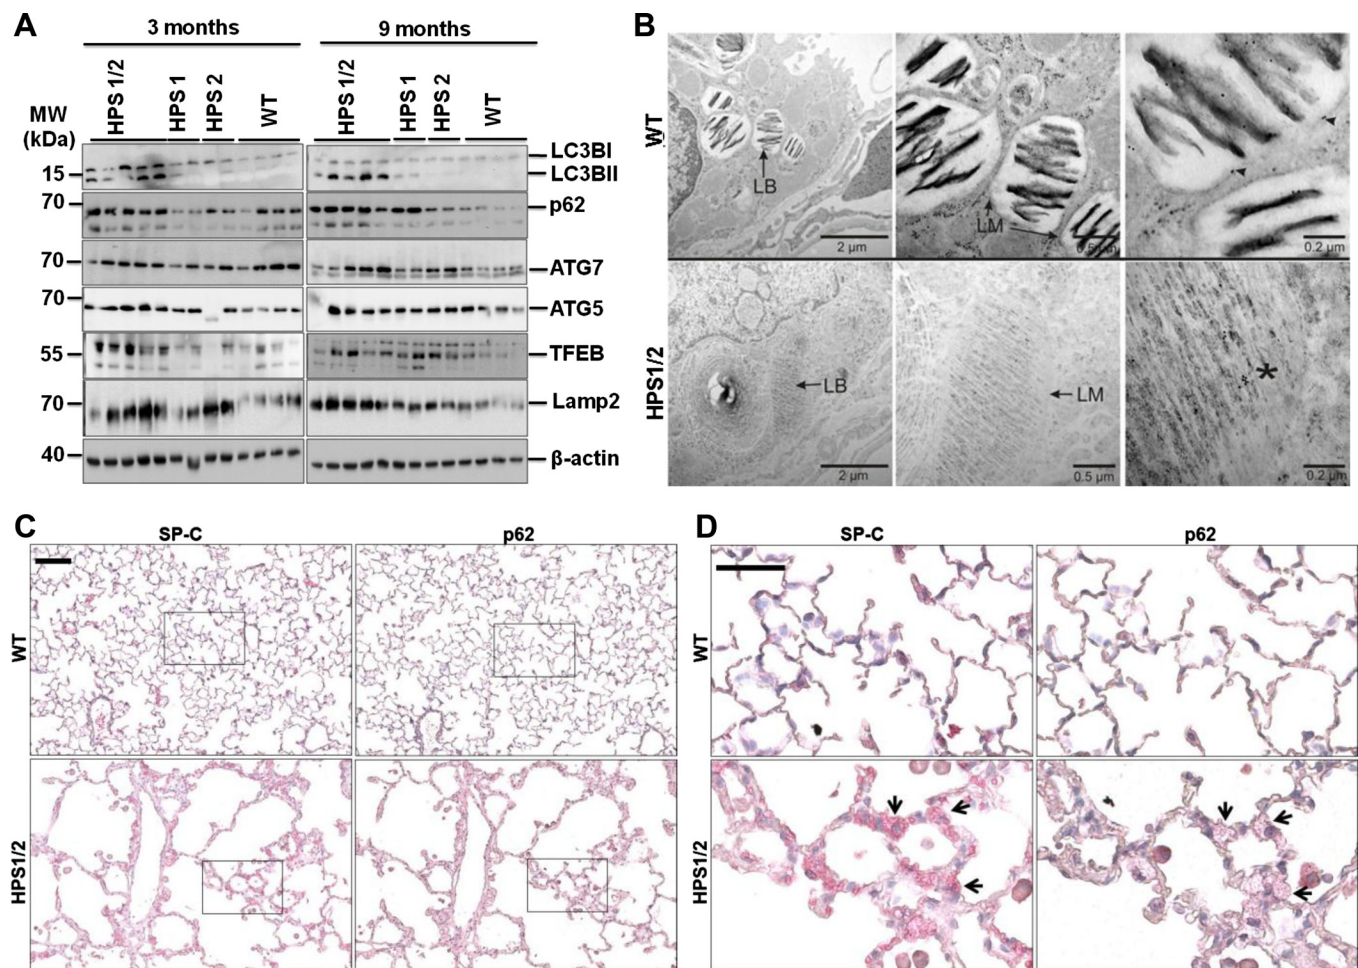 A
3 months
9 months
MW
(kDa)
HPS 1/2
HPS 1
HPS 2
WT
HPS 1/2
HPS 1
HPS 2
WT
15
LC3BI
LC3BII
70
p62
70
ATG7
70
ATG5
55
TFEB
70
Lamp2
40
β-actin
B
WT
LB
2 µm
LM
0.5 µm
0.2 µm
HPS1/2
LB
2 µm
LM
0.5 µm
*
0.2 µm
C
SP-C
p62
WT
HPS1/2
D
SP-C
p62
WT
HPS1/2